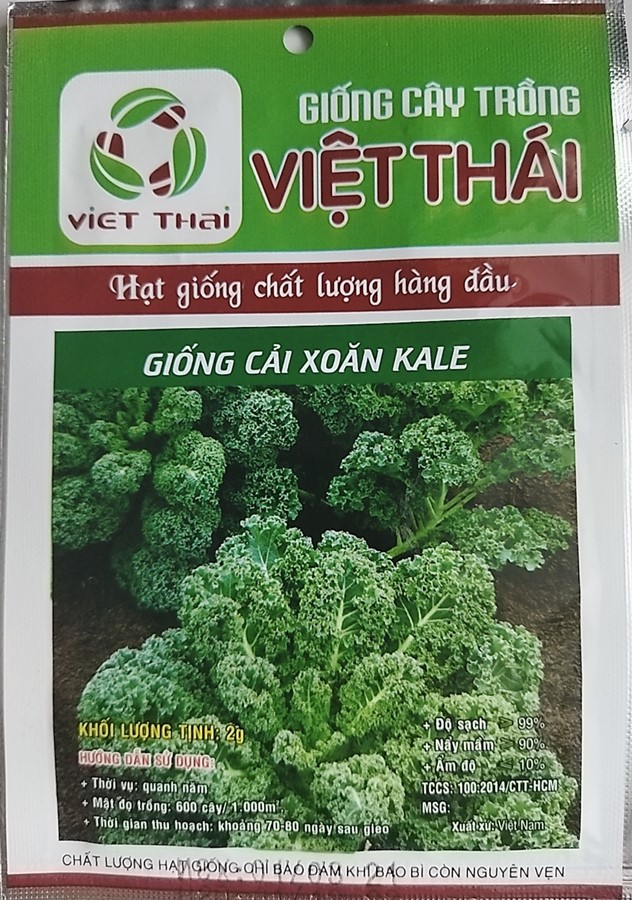 GIỐNG CÂY TRỒNG
VIỆT THÁI
VIET THAI
Hạt giống chất lượng hàng đầu
GIỐNG CẢI XOĂN KALE
KHỐI LƯỢNG TỊNH: 2g
HƯỚNG DẪN SỬ DỤNG:
+ Thời vụ: quanh năm
+ Mật độ trồng: 600 cây/ 1.000m²
+ Thời gian thu hoạch: khoảng 70-80 ngày sau gieo
+ Độ sạch ≥ 99%
+ Nẩy mầm > 90%
+ Ẩm độ 10%
TCCS: 100:2014/CTT-HCM
MSG:
Xuất xứ: Việt Nam
CHẤT LƯỢNG HẠT GIỐNG CHỈ BẢO ĐẢM KHI BAO BÌ CÒN NGUYÊN VẸN